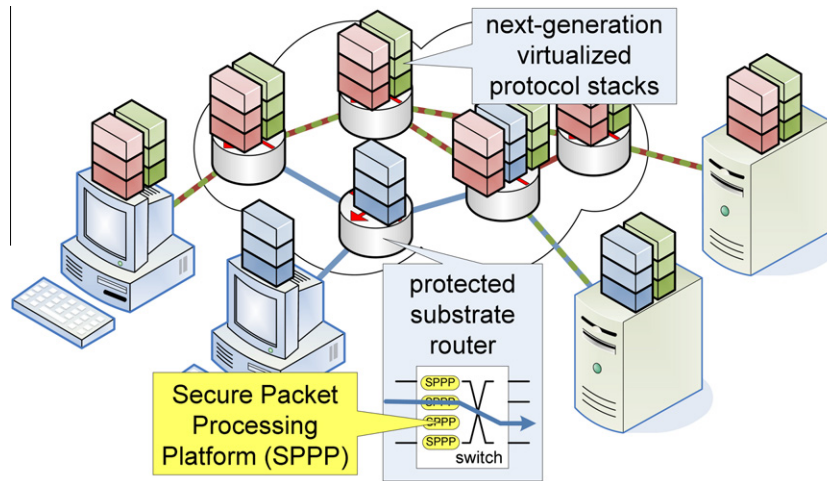 next-generation
virtualized
protocol stacks
protected
substrate
router
Secure Packet
Processing
Platform (SPPP)
SPPP
SPPP
SPPP
SPPP
switch